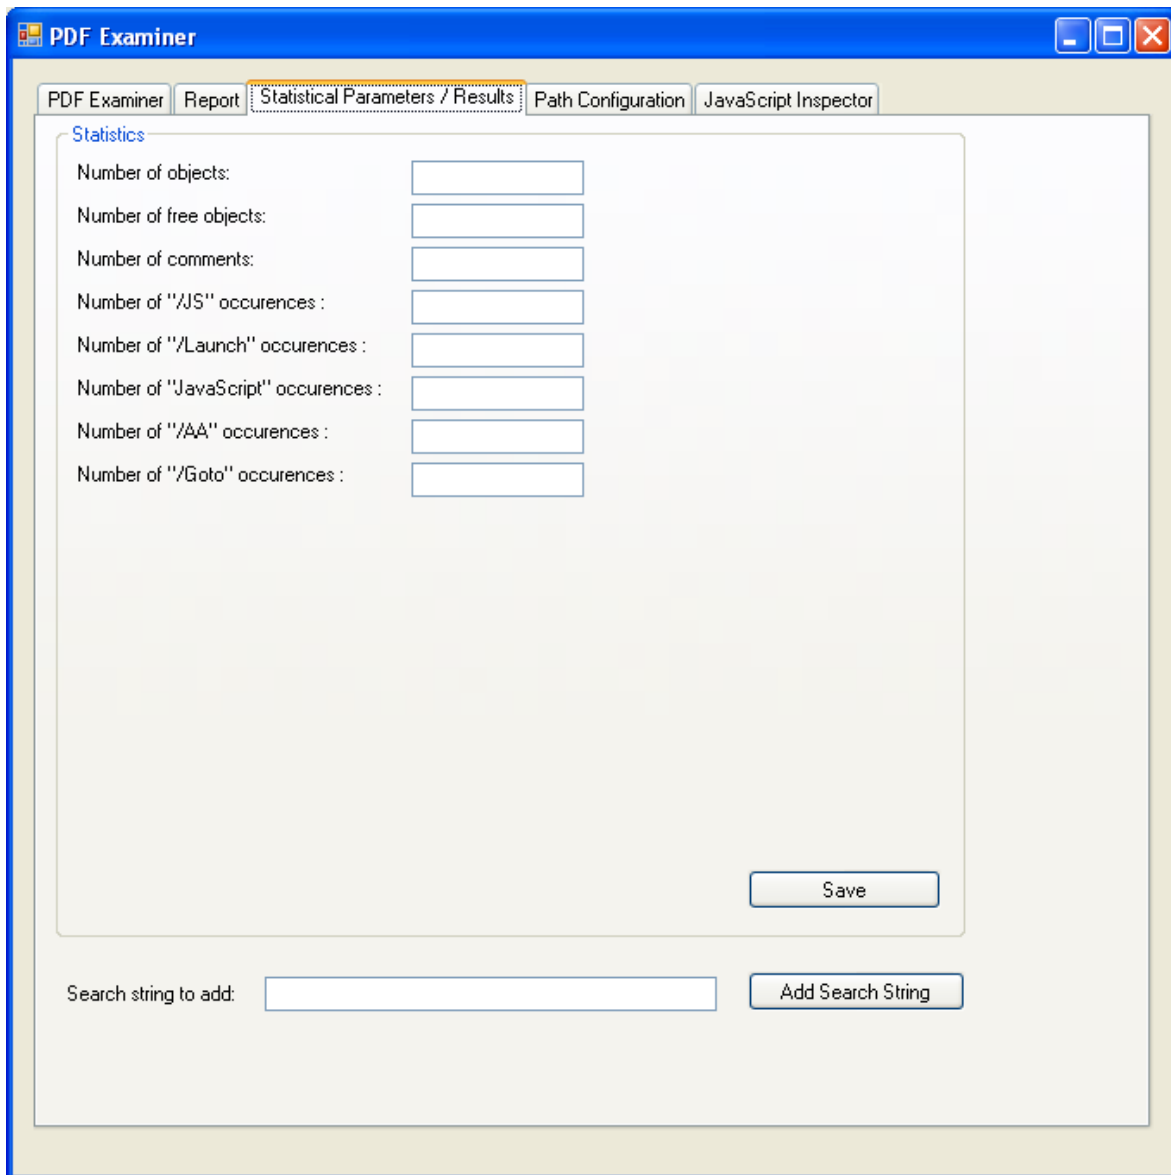 PDF Examiner
PDF Examiner Report Statistical Parameters / Results Path Configuration JavaScript Inspector
Statistics
Number of objects:
Number of free objects:
Number of comments:
Number of "/JS" occurences :
Number of "/Launch" occurences :
Number of "JavaScript" occurences :
Number of "/AA" occurences :
Number of "/Goto" occurences :
Save
Search string to add: Add Search String